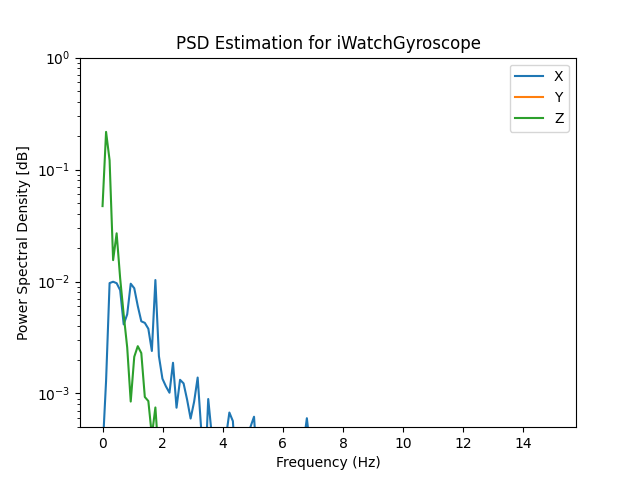 PSD Estimation for iWatchGyroscope
X
Y
Z
10⁰
10⁻¹
10⁻²
10⁻³
Power Spectral Density [dB]
0 2 4 6 8 10 12 14
Frequency (Hz)